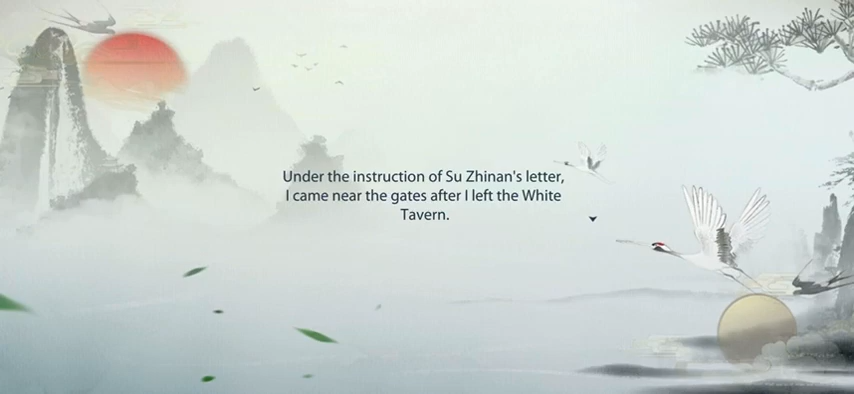 Under the instruction of Su Zhinan's letter,
I came near the gates after I left the White
Tavern.